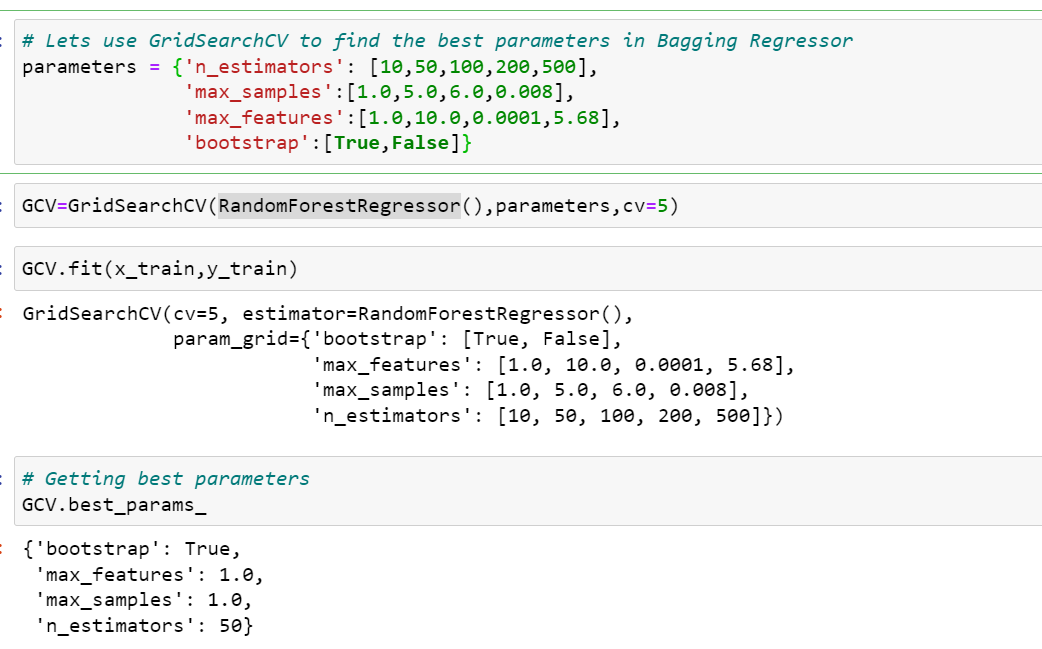 # Lets use GridSearchCV to find the best parameters in Bagging Regressor
parameters = {'n_estimators': [10,50,100,200,500],
'max_samples':[1.0,5.0,6.0,0.008],
'max_features':[1.0,10.0,0.0001,5.68],
'bootstrap':[True,False]}
GCV=GridSearchCV(RandomForestRegressor(),parameters,cv=5)
GCV.fit(x_train,y_train)
GridSearchCV(cv=5, estimator=RandomForestRegressor(),
param_grid={'bootstrap': [True, False],
'max_features': [1.0, 10.0, 0.0001, 5.68],
'max_samples': [1.0, 5.0, 6.0, 0.008],
'n_estimators': [10, 50, 100, 200, 500]})
# Getting best parameters
GCV.best_params_
{'bootstrap': True,
'max_features': 1.0,
'max_samples': 1.0,
'n_estimators': 50}